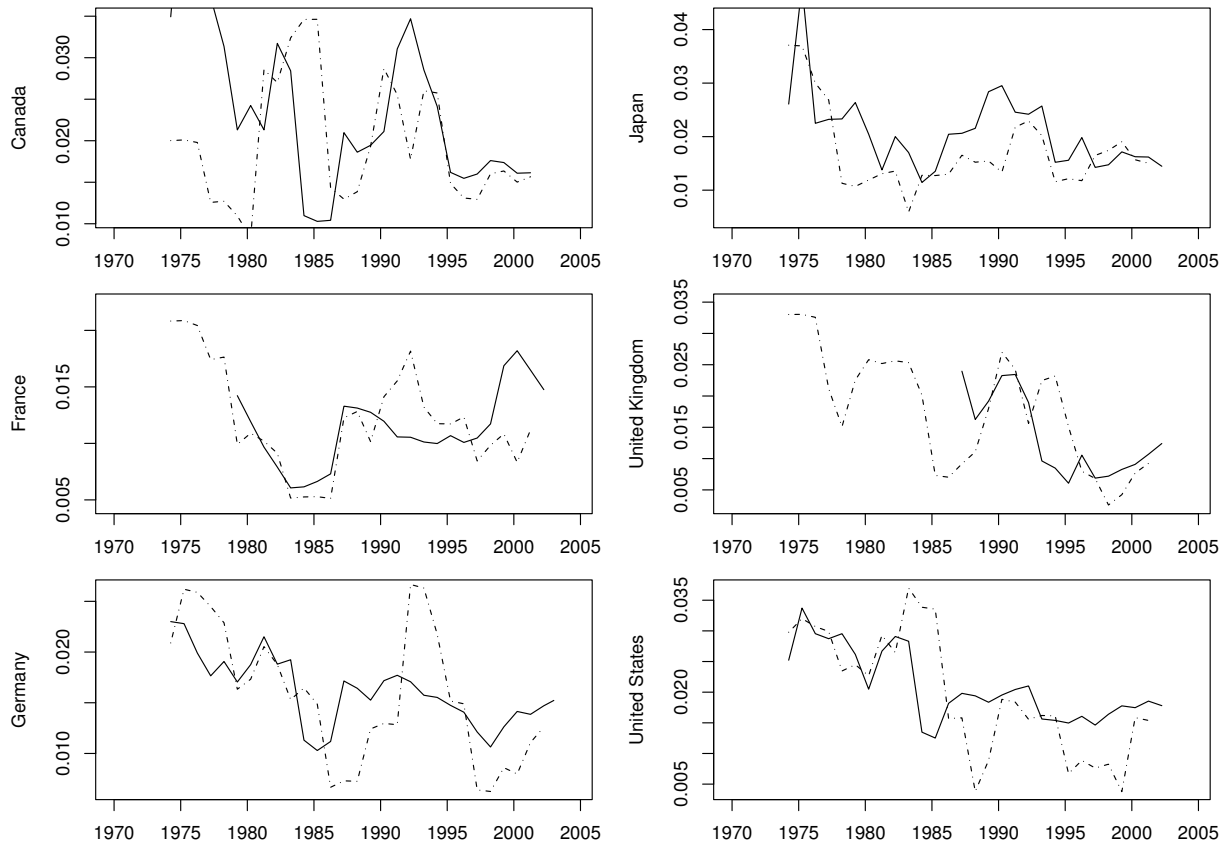 Canada
0.010 0.020 0.030
1970 1975 1980 1985 1990 1995 2000 2005
Japan
0.01 0.02 0.03 0.04
1970 1975 1980 1985 1990 1995 2000 2005
France
0.005 0.015
1970 1975 1980 1985 1990 1995 2000 2005
United Kingdom
0.005 0.015 0.025 0.035
1970 1975 1980 1985 1990 1995 2000 2005
Germany
0.010 0.020
1970 1975 1980 1985 1990 1995 2000 2005
United States
0.005 0.020 0.035
1970 1975 1980 1985 1990 1995 2000 2005